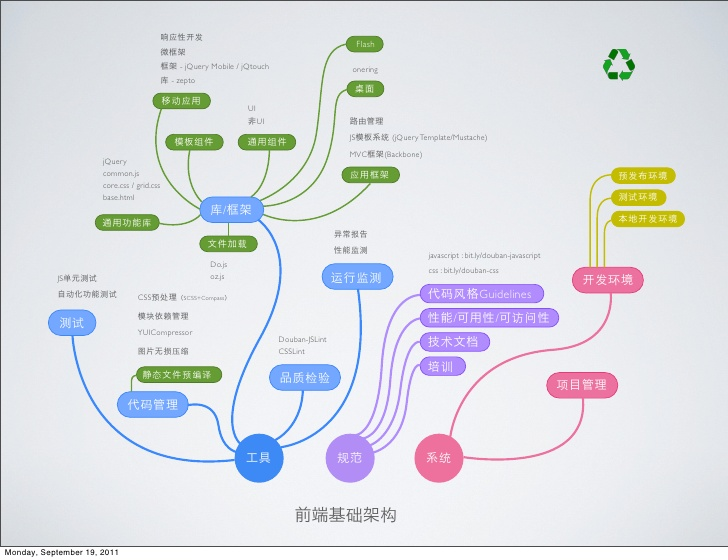 响应性开发
微框架
框架 - jQuery Mobile / jQtouch
库 - zepto
移动应用
Flash
onering
桌面
UI
非UI
模板组件
通用组件
路由管理
JS模板系统 (jQuery Template/Mustache)
MVC框架(Backbone)
应用框架
jQuery
common.js
core.css / grid.css
base.html
通用功能库
库/框架
文件加载
Do.js
oz.js
预发布环境
测试环境
本地开发环境
开发环境
异常报告
性能监测
运行监测
javascript : bit.ly/douban-javascript
css : bit.ly/douban-css
代码风格Guidelines
性能/可用性/可访问性
技术文档
培训
JS单元测试
自动化功能测试
测试
CSS预处理 (SCSS+Compass)
模块依赖管理
YUICompressor
图片无损压缩
静态文件预编译
代码管理
Douban-JSLint
CSSLint
品质检验
项目管理
工具
规范
系统
前端基础架构
Monday, September 19, 2011